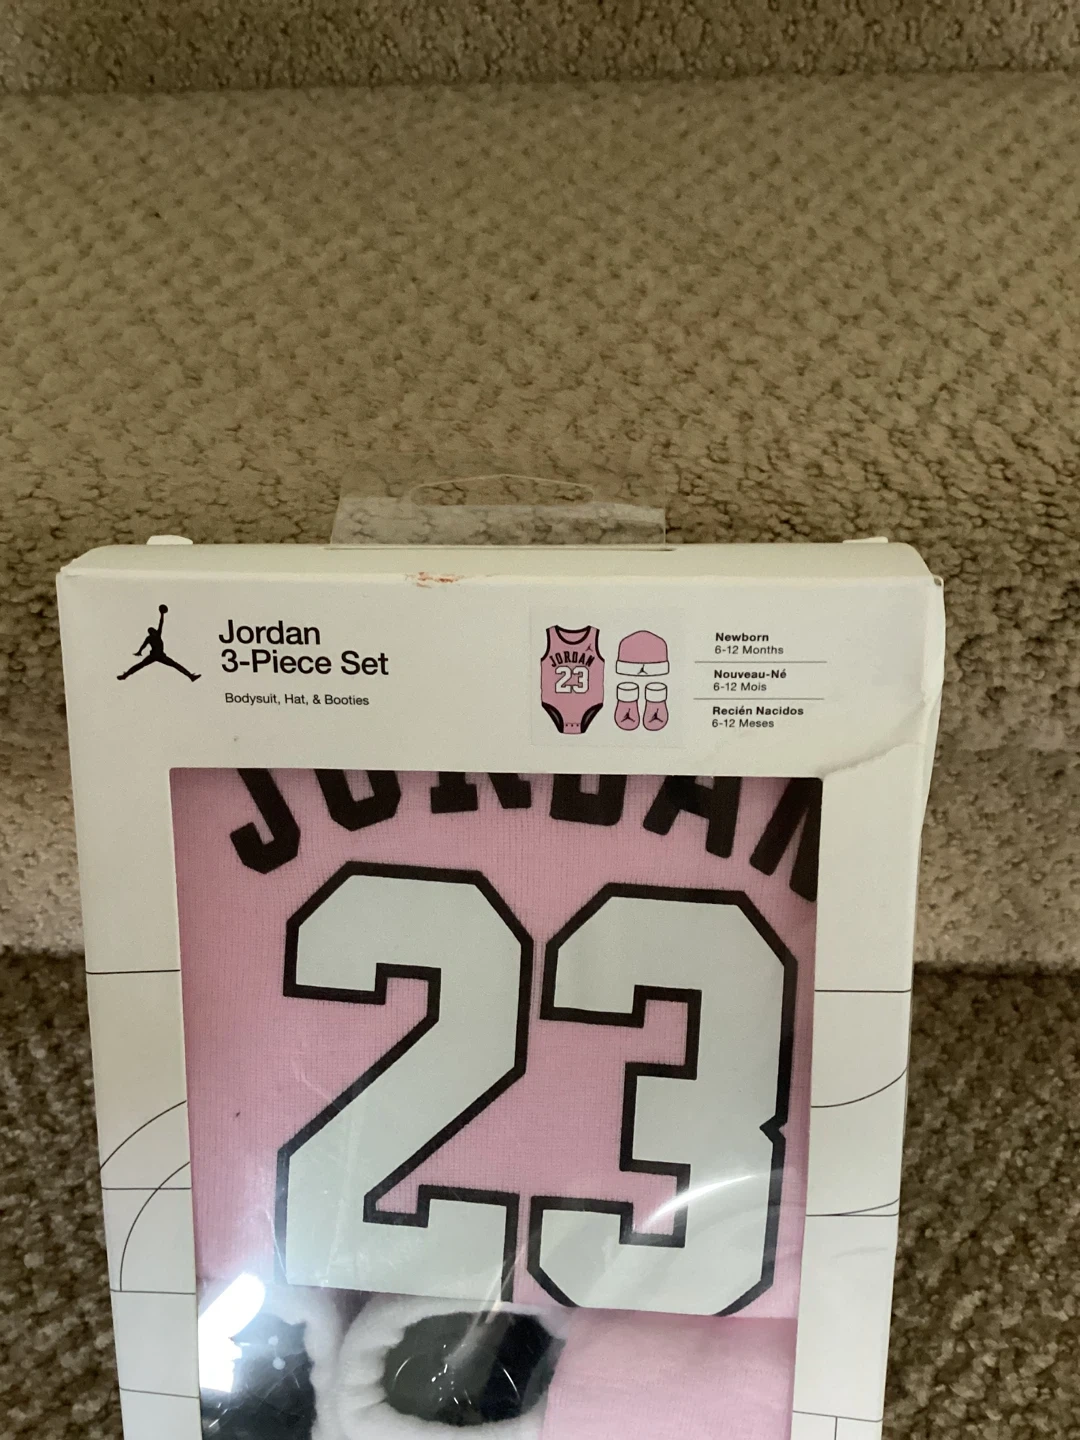 Jordan
3-Piece Set
Bodysuit, Hat, & Booties
JORDAN
23
Newborn
6-12 Months
Nouveau-Né
6-12 Mois
Recién Nacidos
6-12 Meses
JORDAN
23